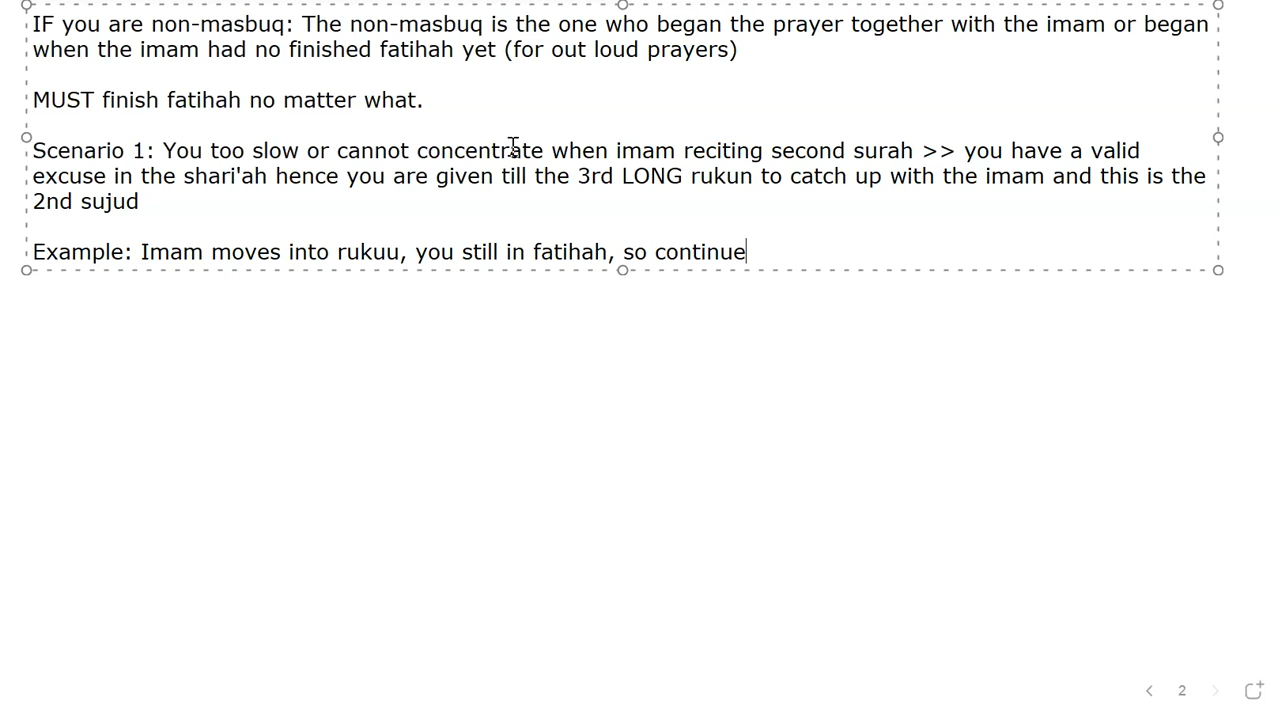 IF you are non-masbuq: The non-masbuq is the one who began the prayer together with the imam or began
when the imam had no finished fatihah yet (for out loud prayers)
MUST finish fatihah no matter what.
Scenario 1: You too slow or cannot concentrate when imam reciting second surah >> you have a valid
excuse in the shari'ah hence you are given till the 3rd LONG rukun to catch up with the imam and this is the
2nd sujud
Example: Imam moves into rukuu, you still in fatihah, so continue
2